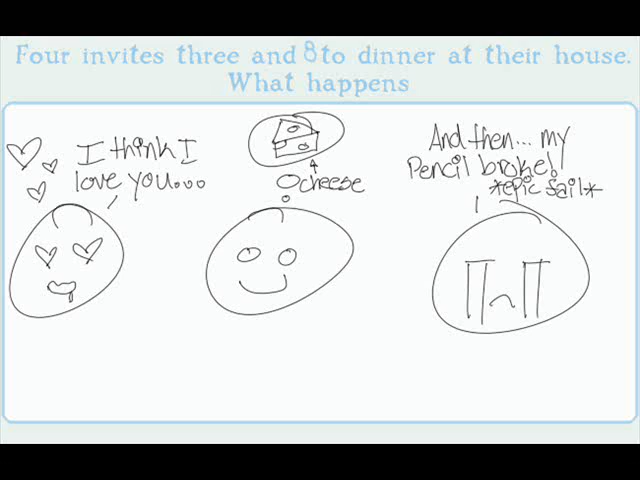 Four invites three and 8 to dinner at their house.
What happens
I think I
love you....
cheese
And then... my
Pencil broke!!
*epic fail*